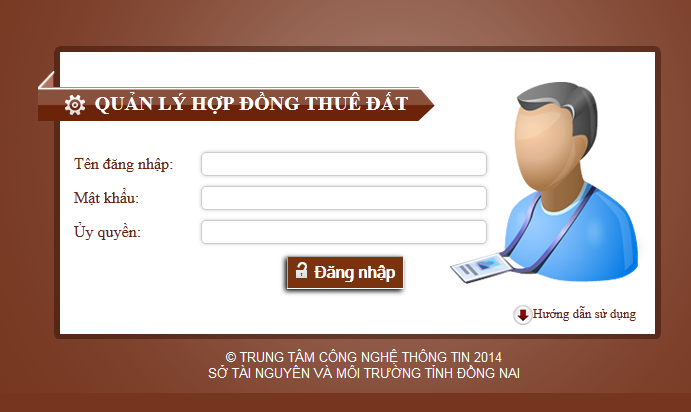 QUẢN LÝ HỢP ĐỒNG THUÊ ĐẤT
Tên đăng nhập:
Mật khẩu:
Ủy quyền:
Đăng nhập
Hướng dẫn sử dụng
© TRUNG TÂM CÔNG NGHỆ THÔNG TIN 2014
SỞ TÀI NGUYÊN VÀ MÔI TRƯỜNG TỈNH ĐỒNG NAI